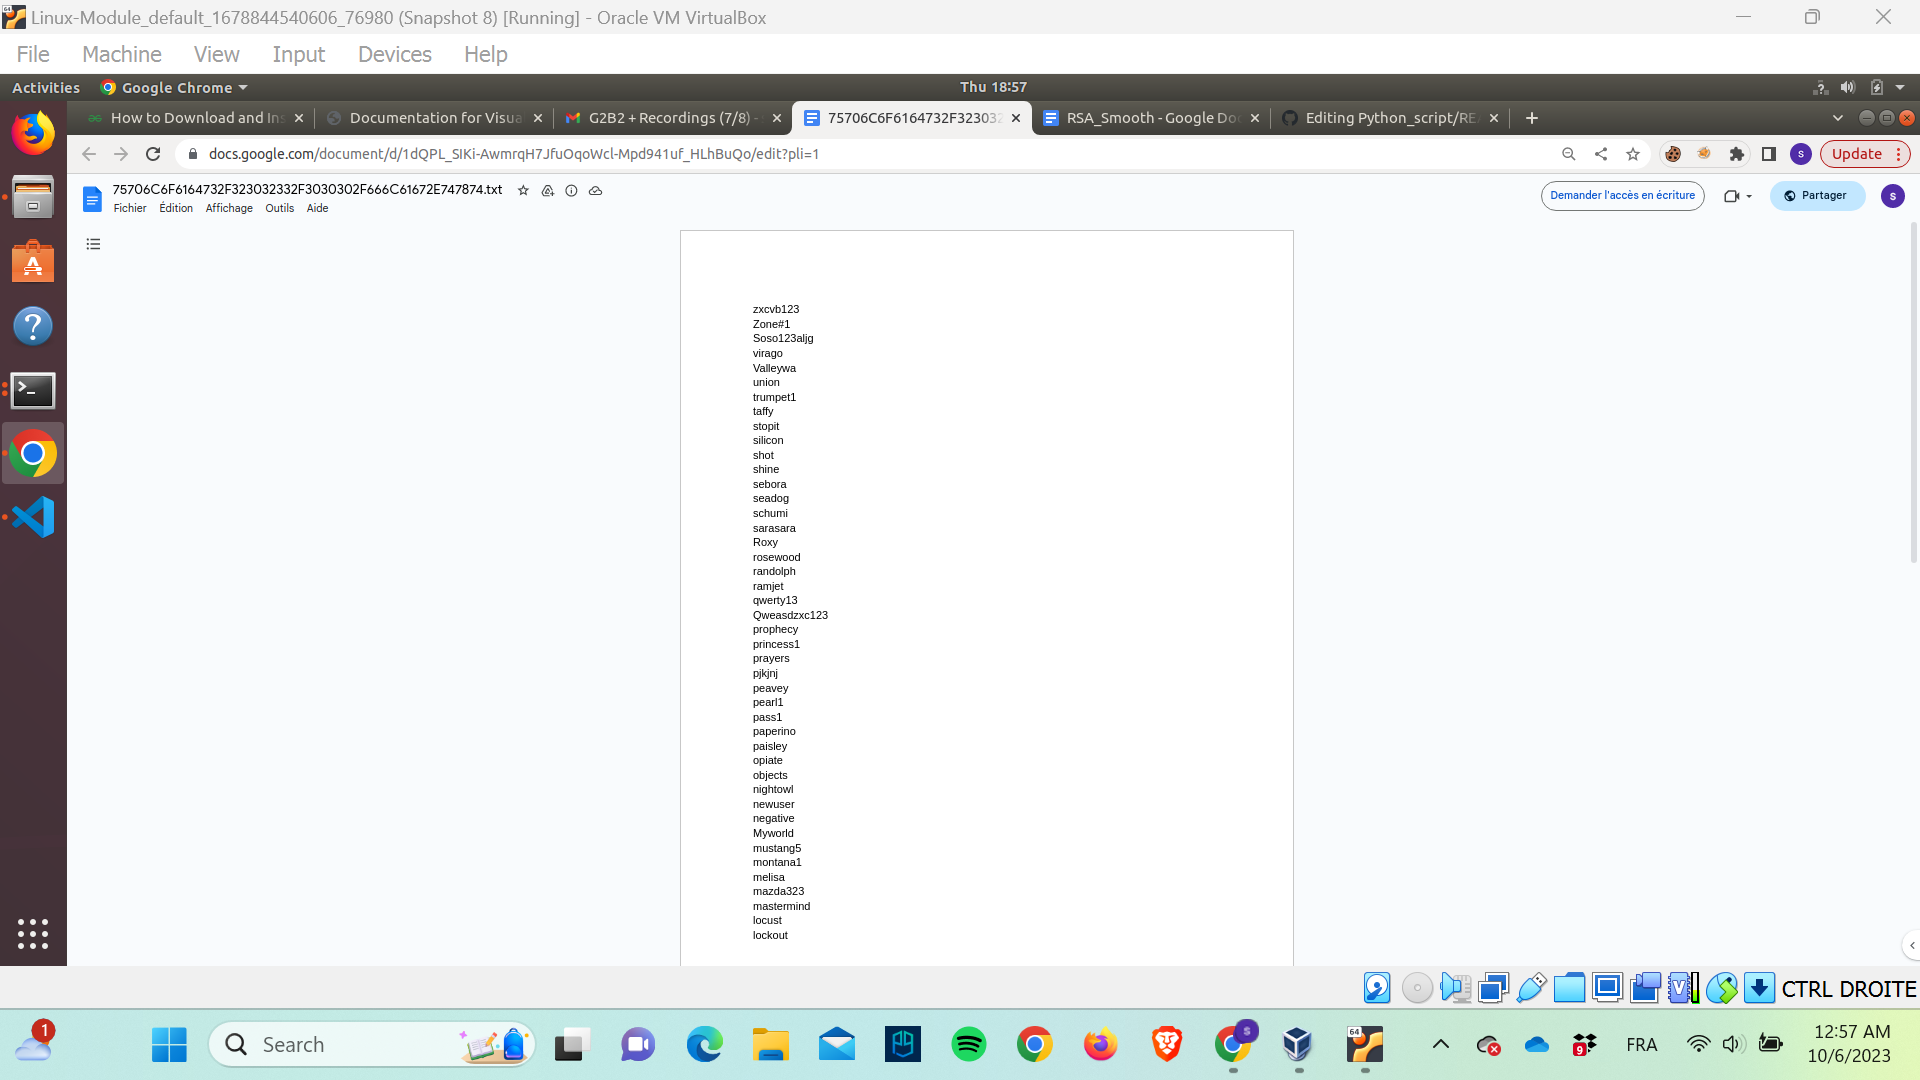 Linux-Module_default_1678844540606_76980 (Snapshot 8) [Running] - Oracle VM VirtualBox
File Machine View Input Devices Help
Activities Google Chrome Thu 18:57
How to Download and Ins Documentation for Visua G2B2 + Recordings (7/8) - 75706C6F6164732F323032 RSA_Smooth - Google Doc Editing Python_script/RE
docs.google.com/document/d/1dQPL_SIKi-AwmrqH7JfuOqoWcl-Mpd941uf_HLhBuQo/edit?pli=1 S Update
75706C6F6164732F323032332F3030302F666C61672E747874.txt
Fichier Édition Affichage Outils Aide
Demander l'accès en écriture Partager S
zxcvb123
Zone#1
Soso123aljg
virago
Valleywa
union
trumpet1
taffy
stopit
silicon
shot
shine
sebora
seadog
schumi
sarasara
Roxy
rosewood
randolph
ramjet
qwerty13
Qweasdzxc123
prophecy
princess1
prayers
pjkjnj
peavey
pearl1
pass1
paperino
paisley
opiate
objects
nightowl
newuser
negative
Myworld
mustang5
montana1
melisa
mazda323
mastermind
locust
lockout
CTRL DROITE
1 Search S 64 9 FRA 12:57 AM
10/6/2023